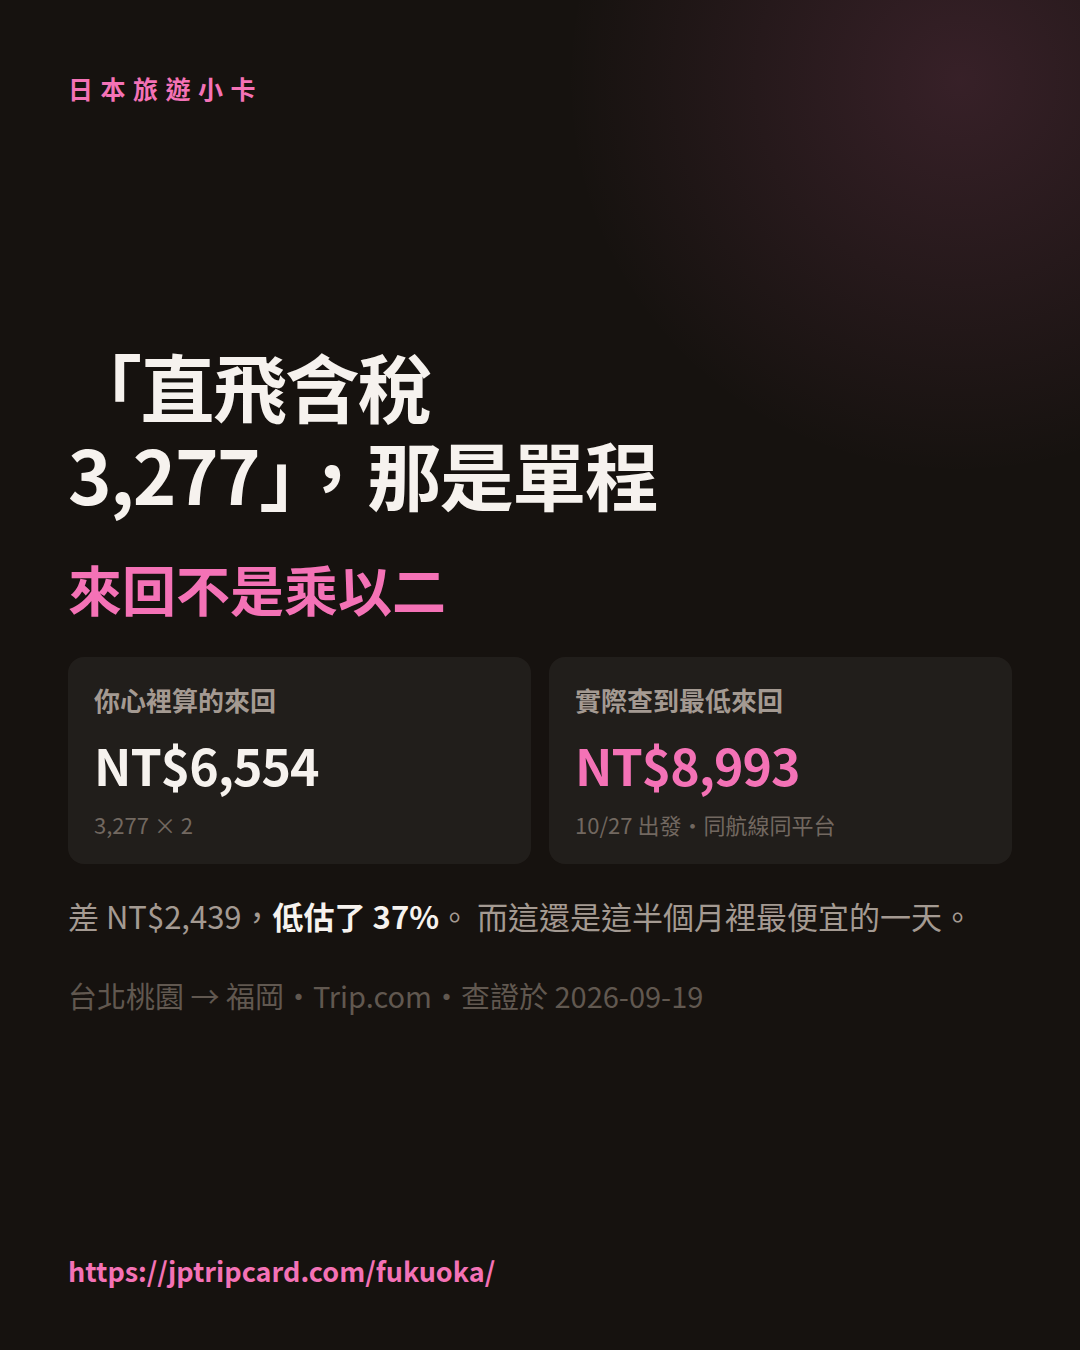 日本旅遊小卡
「直飛含稅
3,277」，那是單程
來回不是乘以二
你心裡算的來回
NT$6,554
3,277 × 2
實際查到最低來回
NT$8,993
10/27 出發・同航線同平台
差 NT$2,439，低估了 37%。 而這還是這半個月裡最便宜的一天。
台北桃園 → 福岡・Trip.com・查證於 2026-09-19
https://jptripcard.com/fukuoka/